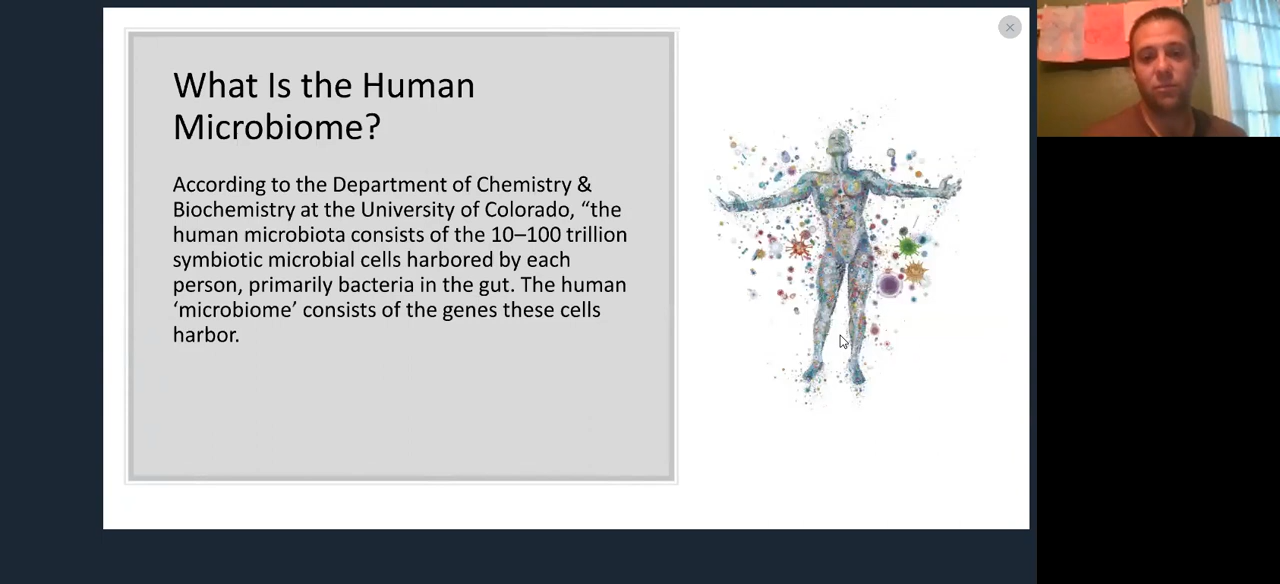 What Is the Human
Microbiome?
According to the Department of Chemistry &
Biochemistry at the University of Colorado, “the
human microbiota consists of the 10–100 trillion
symbiotic microbial cells harbored by each
person, primarily bacteria in the gut. The human
‘microbiome’ consists of the genes these cells
harbor.